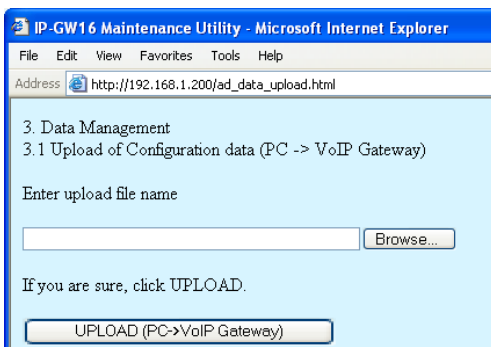 IP-GW16 Maintenance Utility - Microsoft Internet Explorer
File Edit View Favorites Tools Help
Address http://192.168.1.200/ad_data_upload.html
3. Data Management
3.1 Upload of Configuration data (PC -> VoIP Gateway)
Enter upload file name
Browse...
If you are sure, click UPLOAD.
UPLOAD (PC->VoIP Gateway)